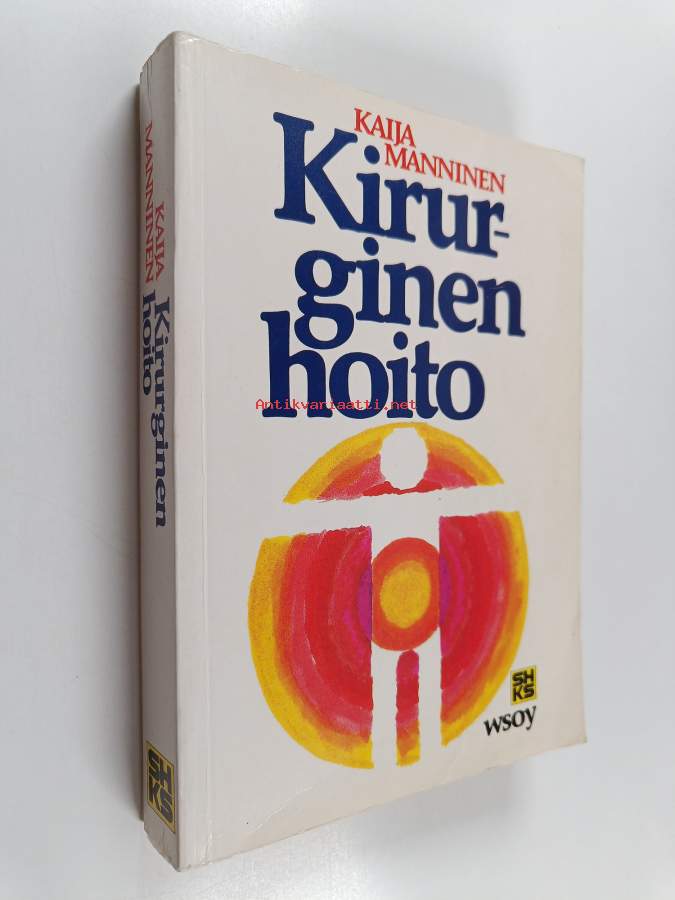 KAIJA
MANNINEN
Kirur-
ginen
hoito
Antikvariaatti.net
SH
KS
wsoy
KAIJA
MANNINEN
Kirurginen
hoito
SH
KS